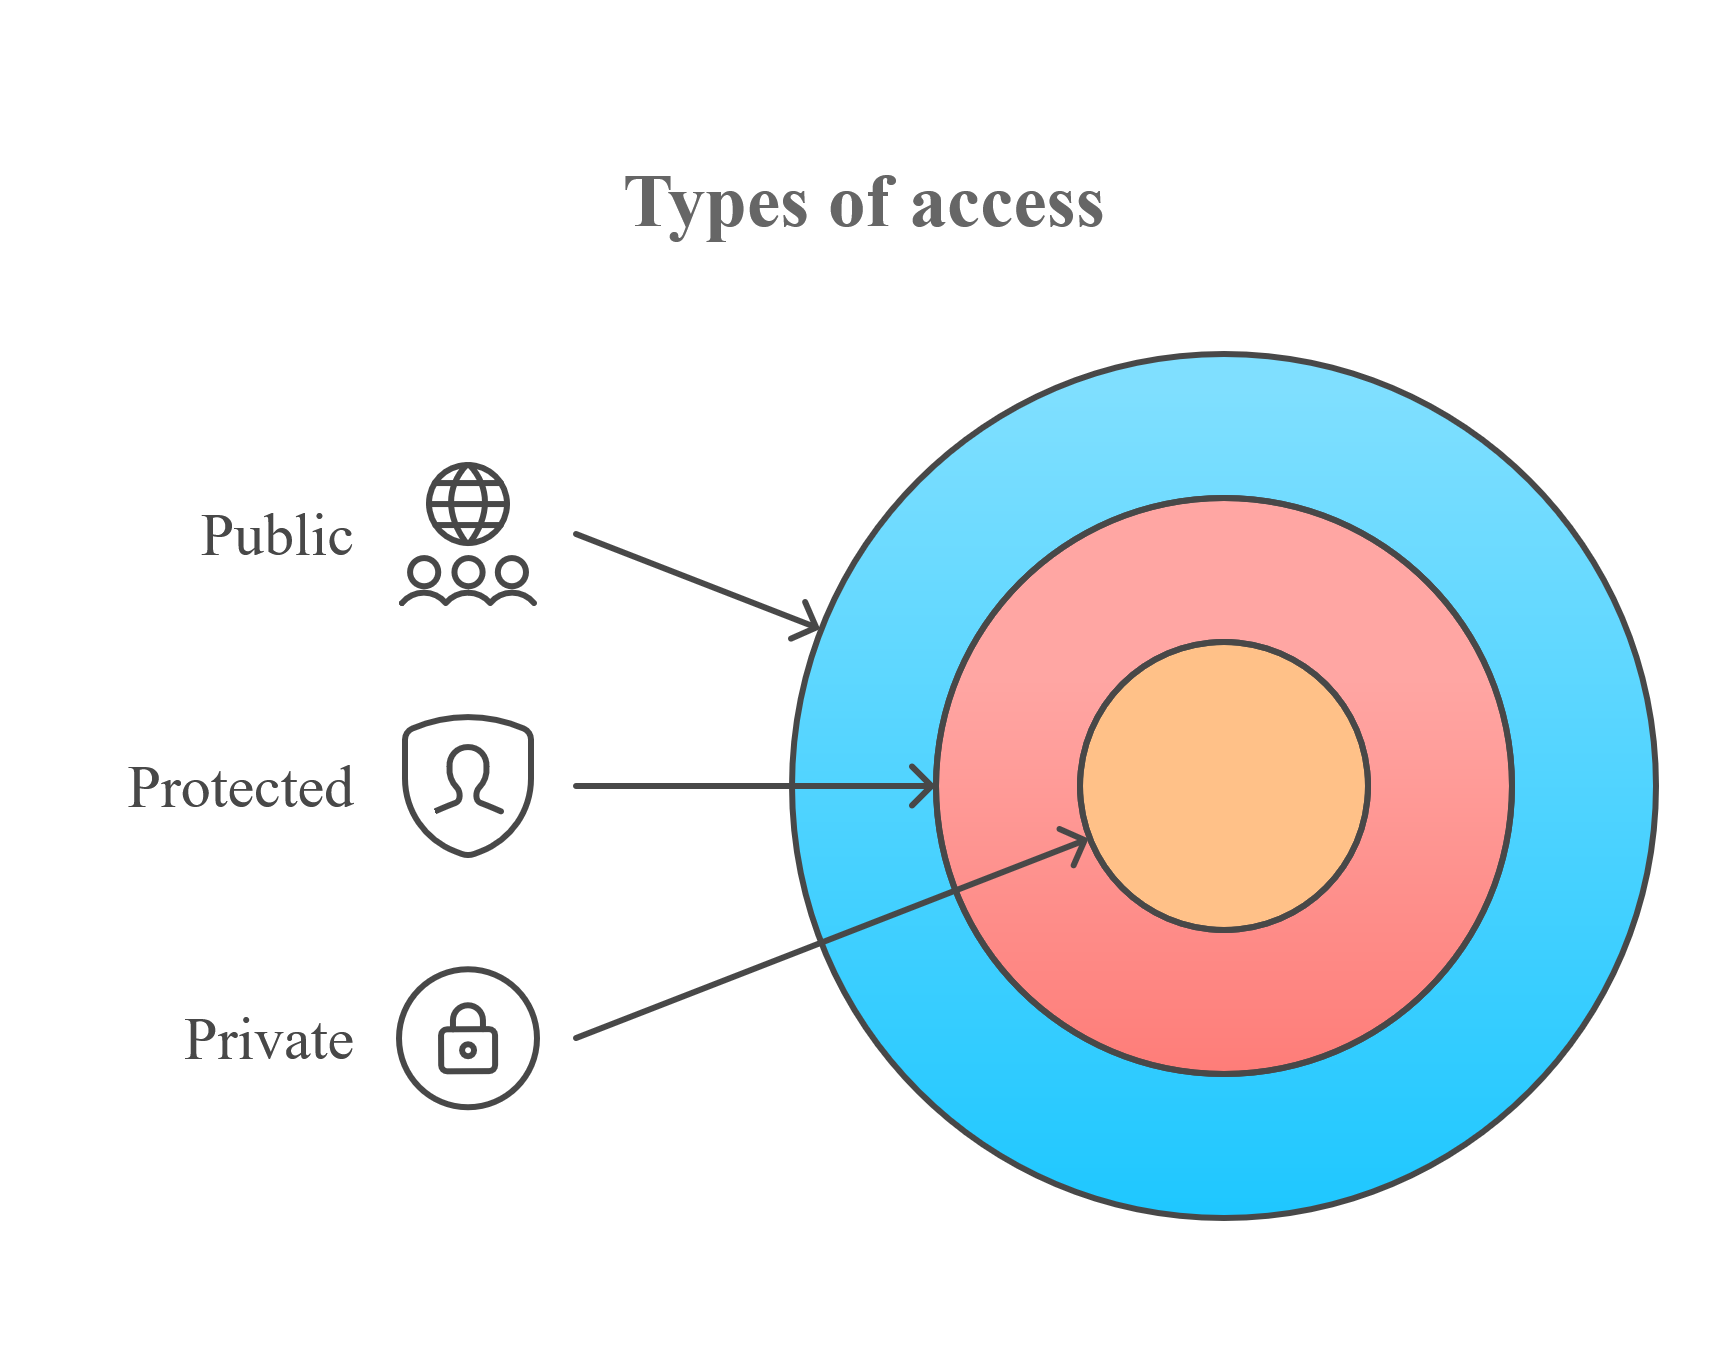 Types of access
Public
Protected
Private